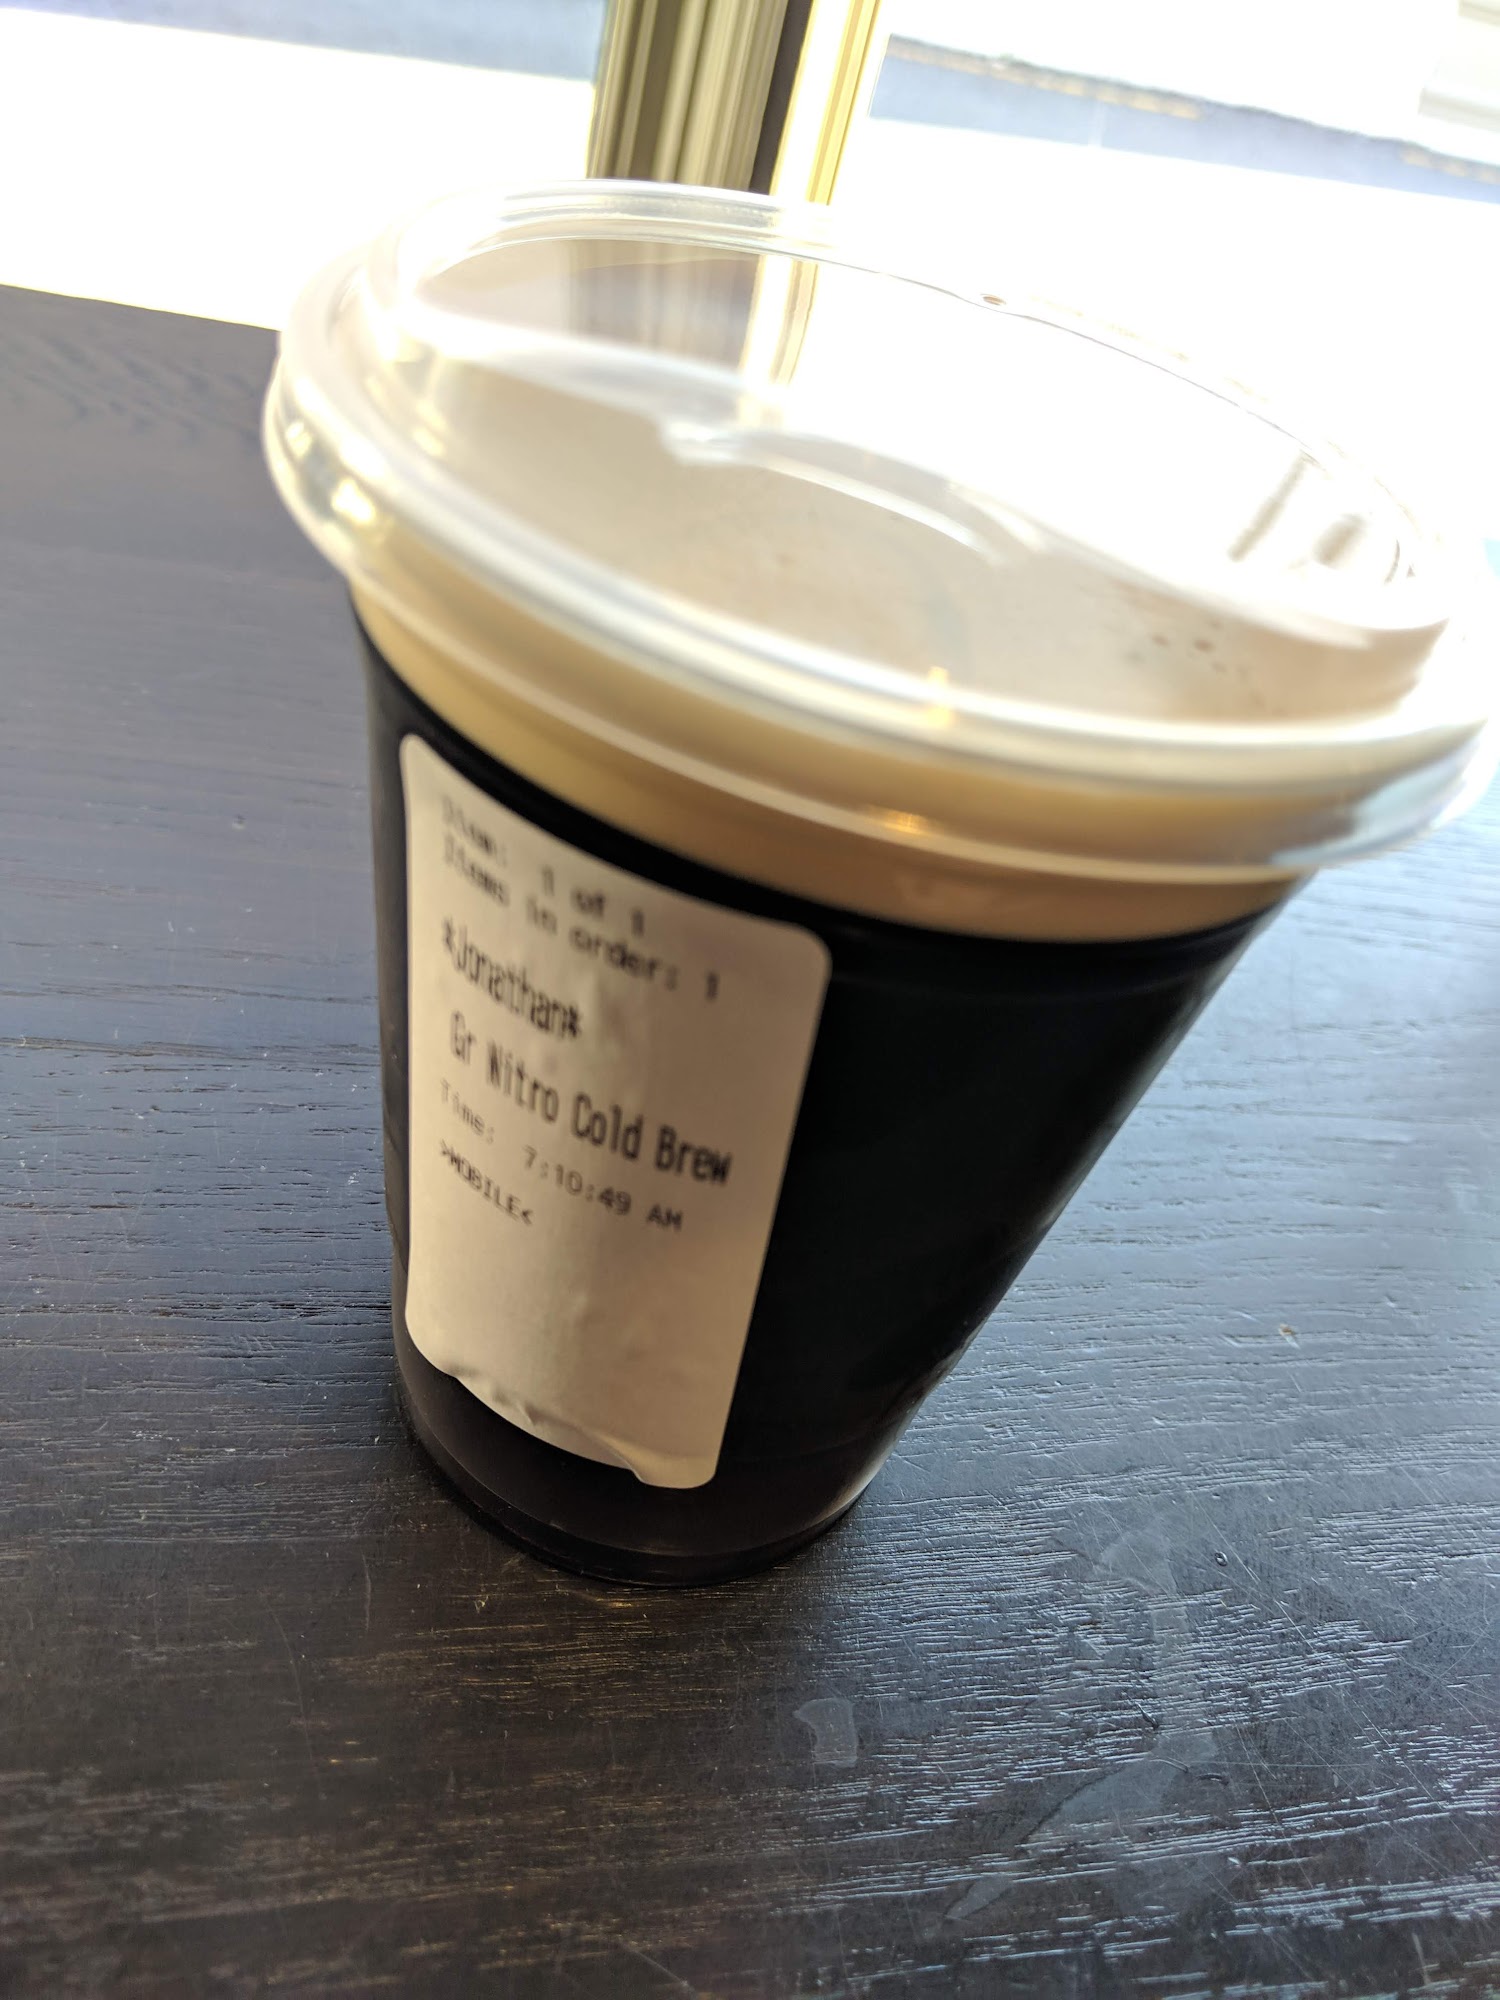 Item: 1 of 1
Items in order: 1
*Jonathan*
Gr Nitro Cold Brew
Time: 7:10:49 AM
>MOBILE<